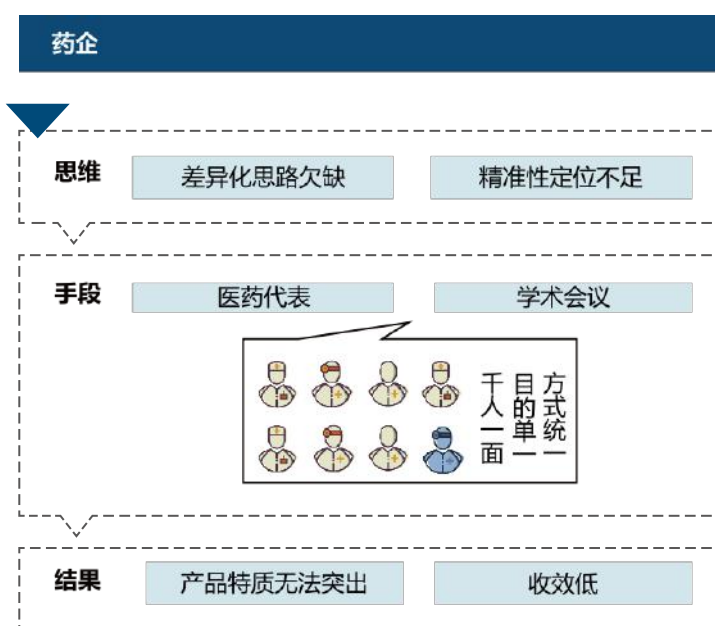 药企
思维
差异化思路欠缺
精准性定位不足
手段
医药代表
学术会议
方式统一
目的单一
千人一面
结果
产品特质无法突出
收效低